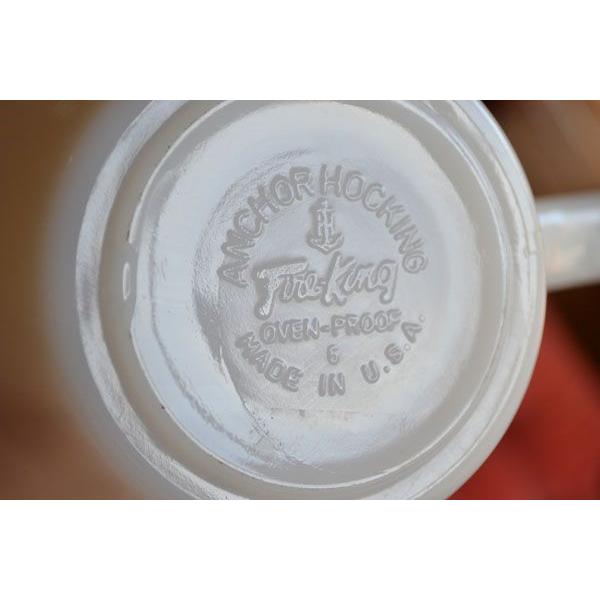 ANCHOR HOCKING
Fire-King
OVEN-PROOF
6
MADE IN U.S.A.